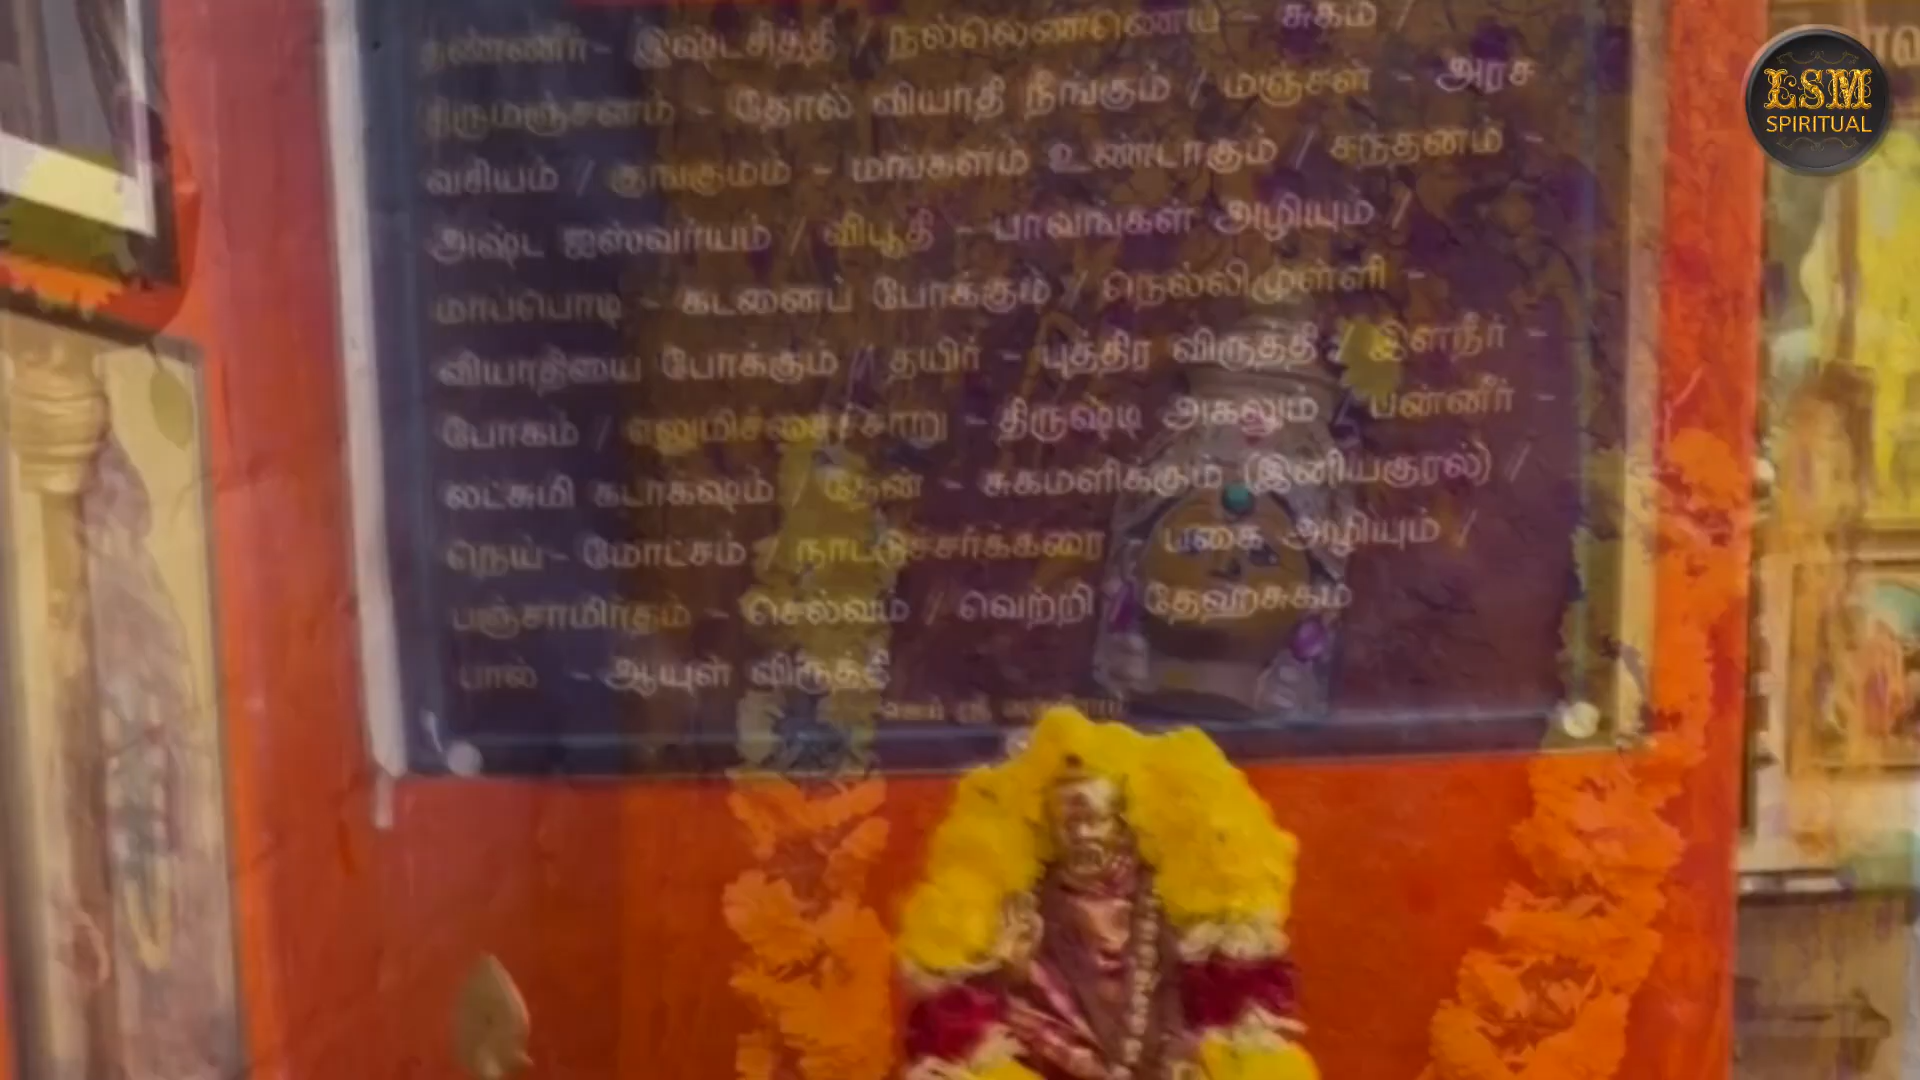 தண்ணீர் - இஷ்டசித்தி / நல்லெண்ணெய் - சுகம் /
திருமஞ்சனம் - தோல் வியாதி நீங்கும் / மஞ்சள் - அரச
வசியம் / குங்குமம் - மங்களம் உண்டாகும் / சந்தனம் -
அஷ்ட ஐஸ்வர்யம் / விபூதி - பாவங்கள் அழியும் /
மாப்பொடி - கடனைப் போக்கும் / நெல்லிமுள்ளி -
வியாதியை போக்கும் / தயிர் - புத்திர விருத்தி / இளநீர் -
போகம் / எலுமிச்சைச்சாறு - திருஷ்டி அகலும் / பன்னீர் -
லட்சுமி கடாகஷம் / தேன் - சுகமளிக்கும் (இனியகுரல்) /
நெய் - மோட்சம் / நாட்டுச்சர்க்கரை - பகை அழியும் /
பஞ்சாமிர்தம் - செல்வம் / வெற்றி / தேஹசுகம்
பால் - ஆயுள் விருத்தி
LSM
SPIRITUAL